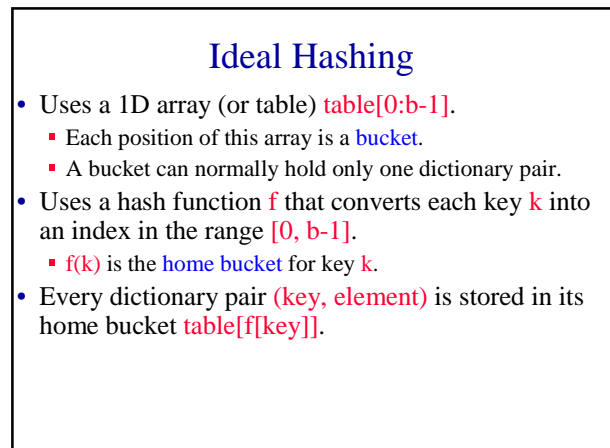 Ideal Hashing
• Uses a 1D array (or table) table[0:b-1].
▪ Each position of this array is a bucket.
▪ A bucket can normally hold only one dictionary pair.
• Uses a hash function f that converts each key k into
an index in the range [0, b-1].
▪ f(k) is the home bucket for key k.
• Every dictionary pair (key, element) is stored in its
home bucket table[f[key]].